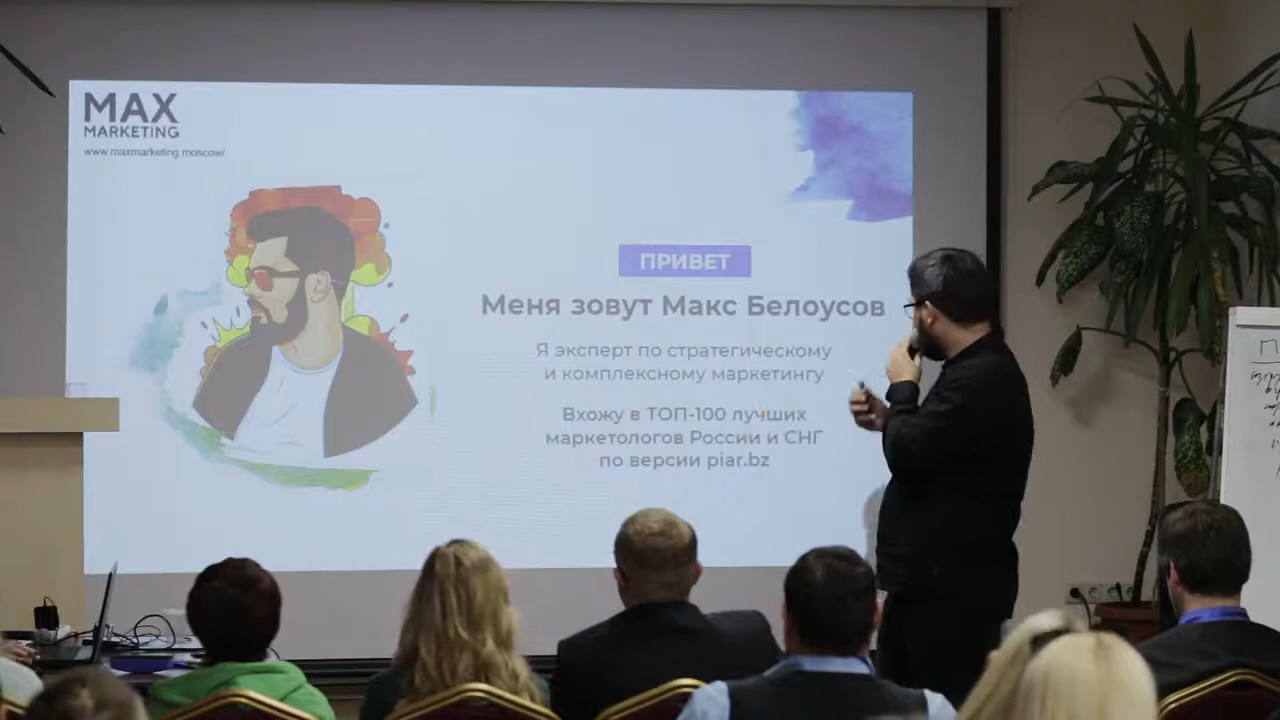 MAX
MARKETING
www.maxmarketing.moscow/
ПРИВЕТ
Меня зовут Макс Белоусов
Я эксперт по стратегическому
и комплексному маркетингу
Вхожу в ТОП-100 лучших
маркетологов России и СНГ
по версии piar.bz